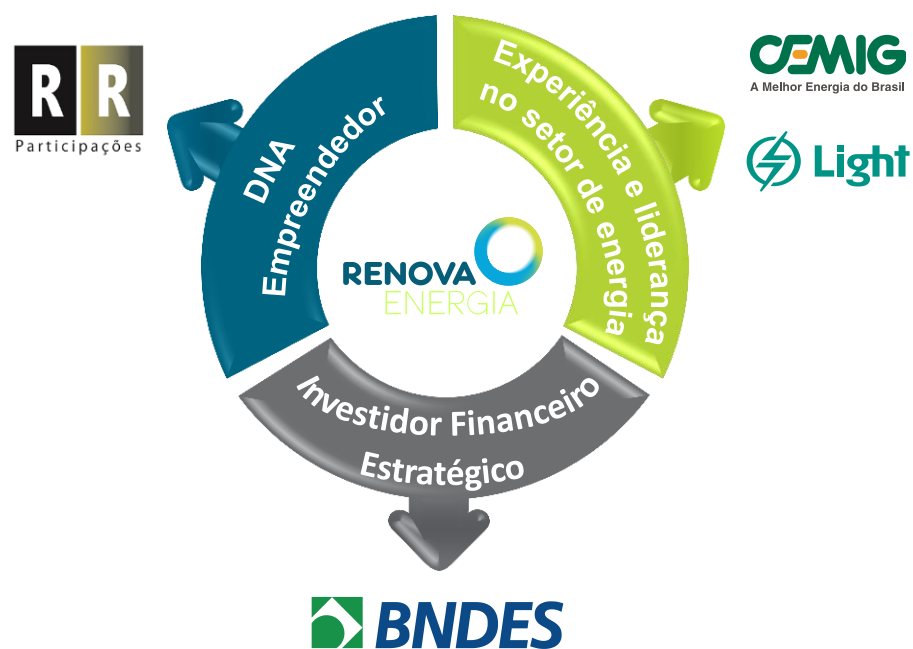 R R
Participações
DNA
Empreendedor
Experiência e liderança
no setor de energia
CEMIG
A Melhor Energia do Brasil
Light
RENOVA
ENERGIA
Investidor Financeiro
Estratégico
BNDES